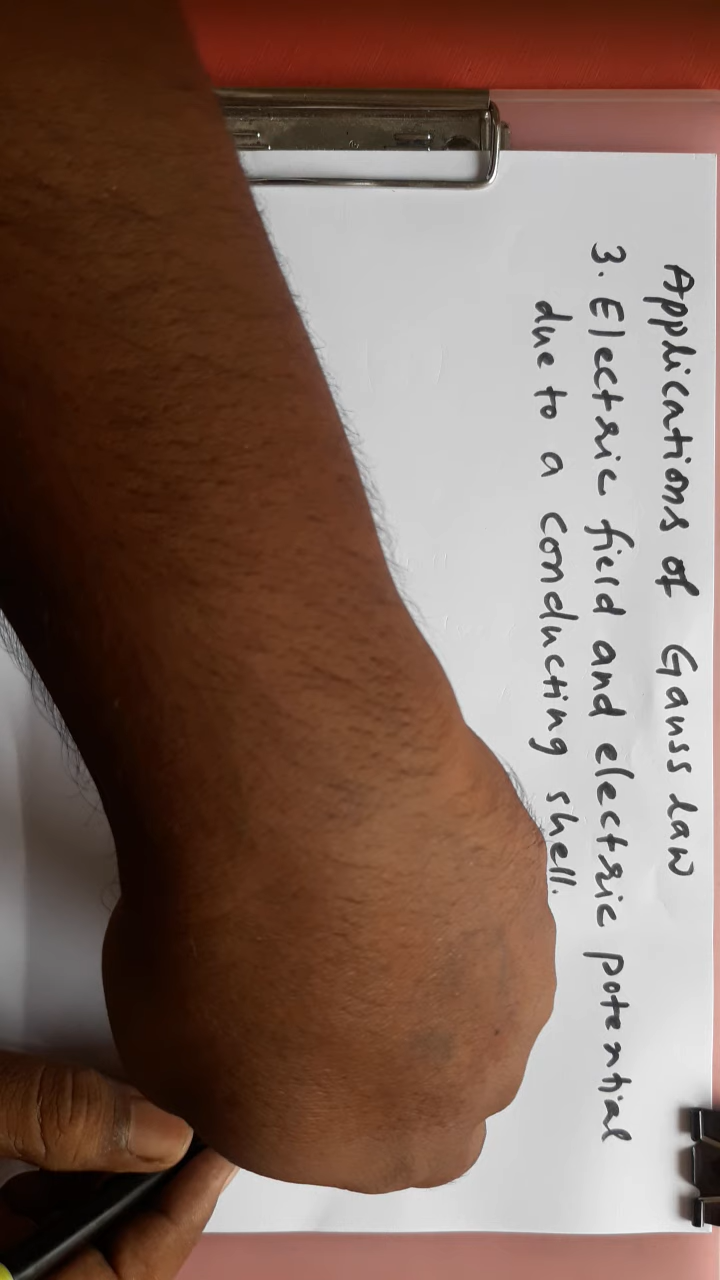 Applications of Gauss law
3. Electric field and electric potential
due to a conducting shell.